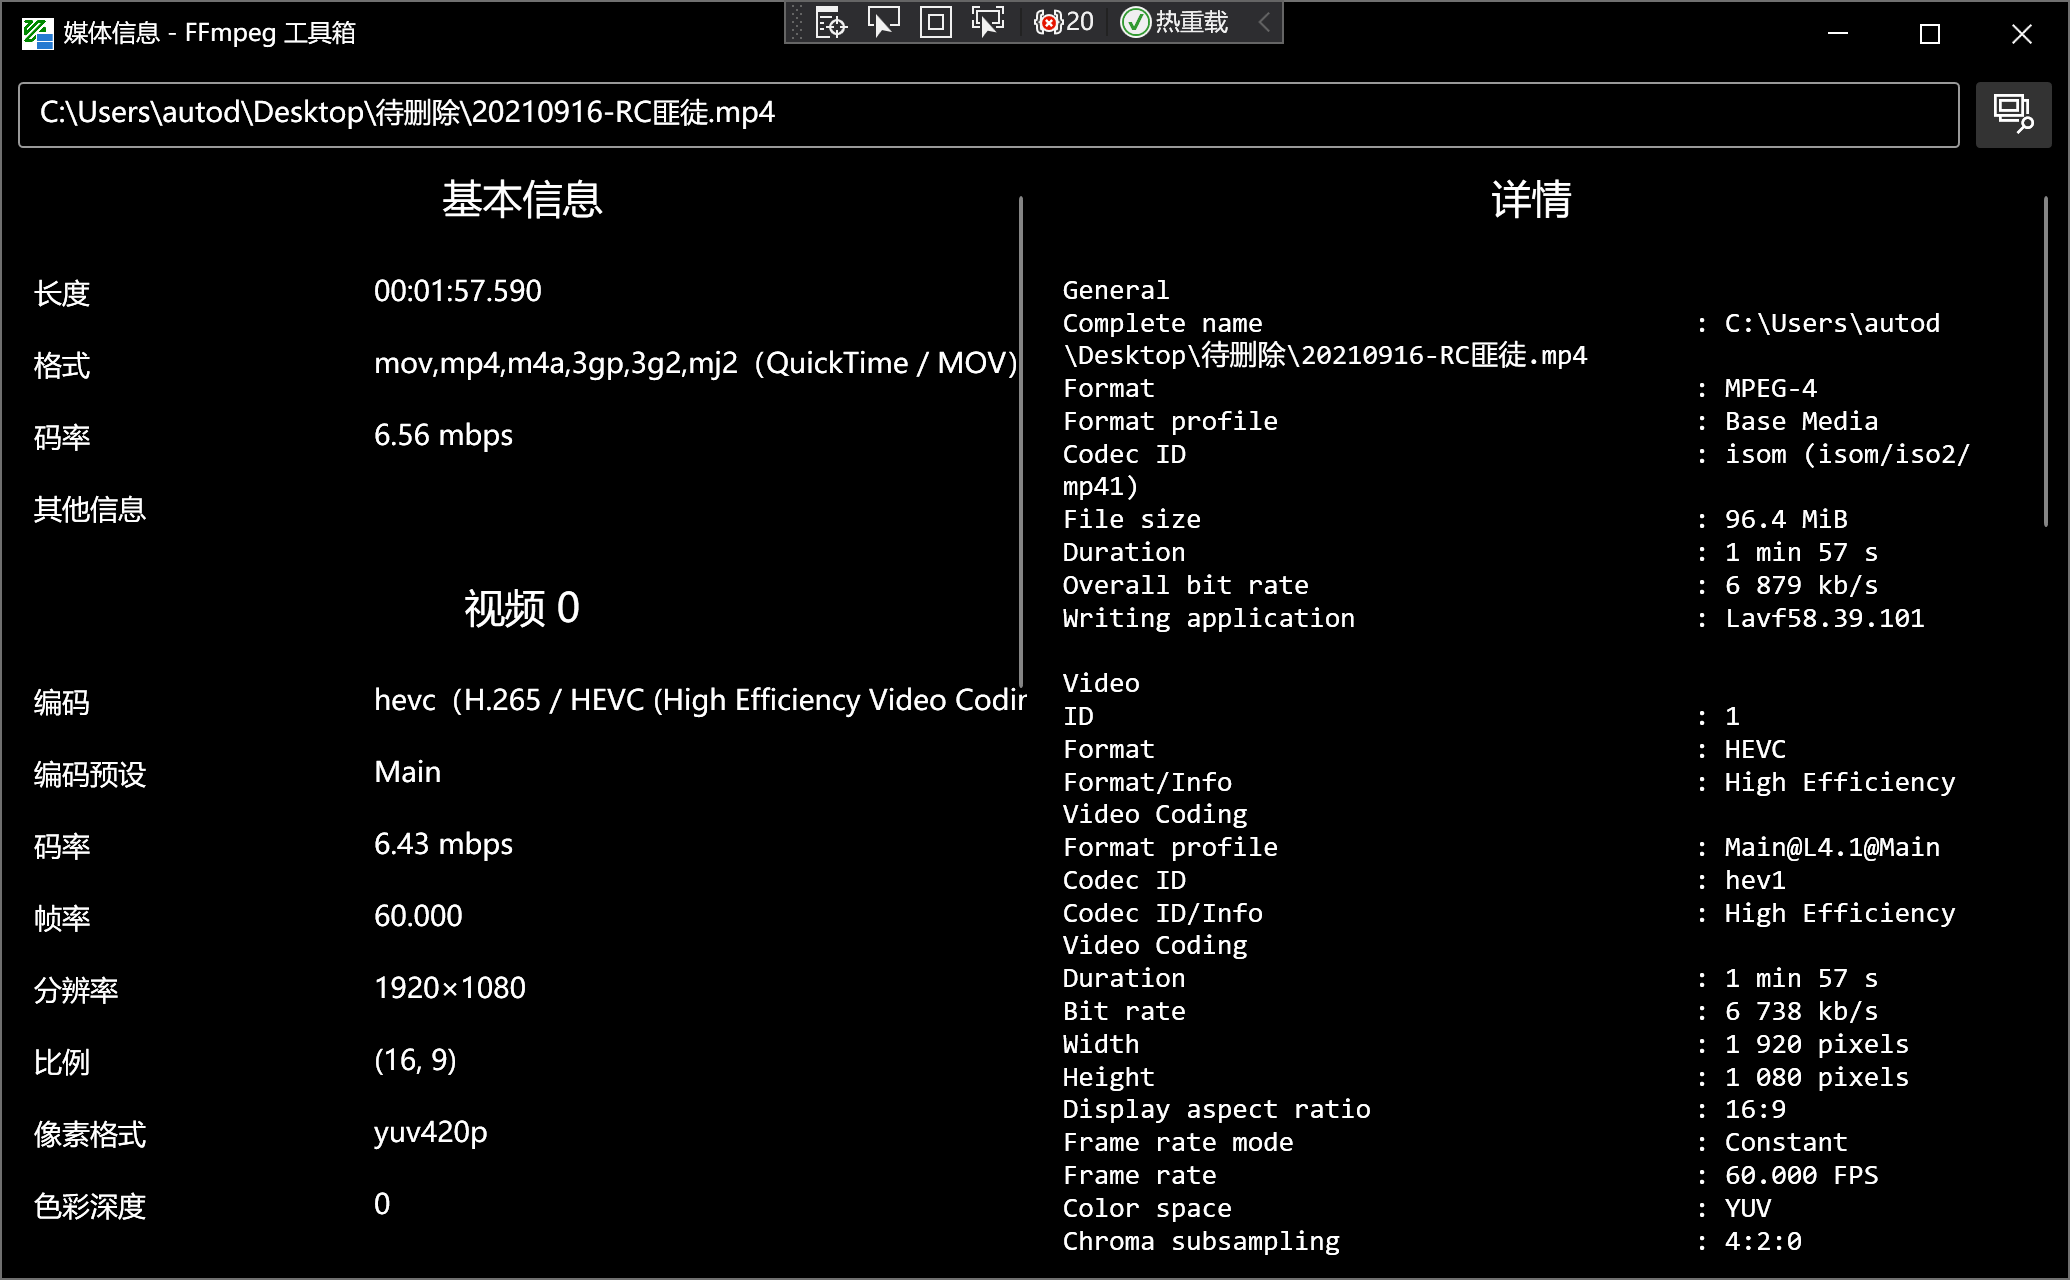 媒体信息 - FFmpeg 工具箱
20
热重载
C:\Users\autod\Desktop\待删除\20210916-RC匪徒.mp4
基本信息
长度 00:01:57.590
格式 mov,mp4,m4a,3gp,3g2,mj2（QuickTime / MOV）
码率 6.56 mbps
其他信息
视频 0
编码 hevc（H.265 / HEVC (High Efficiency Video Codin
编码预设 Main
码率 6.43 mbps
帧率 60.000
分辨率 1920×1080
比例 (16, 9)
像素格式 yuv420p
色彩深度 0
详情
General
Complete name : C:\Users\autod
\Desktop\待删除\20210916-RC匪徒.mp4
Format : MPEG-4
Format profile : Base Media
Codec ID : isom (isom/iso2/
mp41)
File size : 96.4 MiB
Duration : 1 min 57 s
Overall bit rate : 6 879 kb/s
Writing application : Lavf58.39.101
Video
ID : 1
Format : HEVC
Format/Info : High Efficiency
Video Coding
Format profile : Main@L4.1@Main
Codec ID : hev1
Codec ID/Info : High Efficiency
Video Coding
Duration : 1 min 57 s
Bit rate : 6 738 kb/s
Width : 1 920 pixels
Height : 1 080 pixels
Display aspect ratio : 16:9
Frame rate mode : Constant
Frame rate : 60.000 FPS
Color space : YUV
Chroma subsampling : 4:2:0